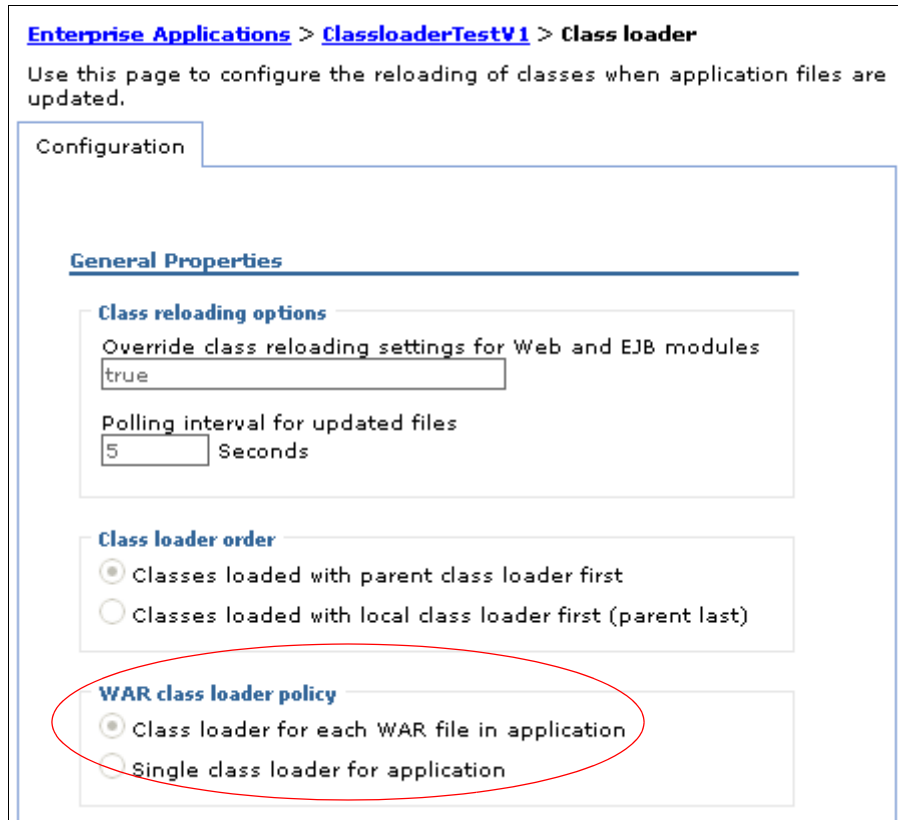 Enterprise Applications > ClassloaderTestV1 > Class loader
Use this page to configure the reloading of classes when application files are
updated.
Configuration
General Properties
Class reloading options
Override class reloading settings for Web and EJB modules
true
Polling interval for updated files
5 Seconds
Class loader order
Classes loaded with parent class loader first
Classes loaded with local class loader first (parent last)
WAR class loader policy
Class loader for each WAR file in application
Single class loader for application